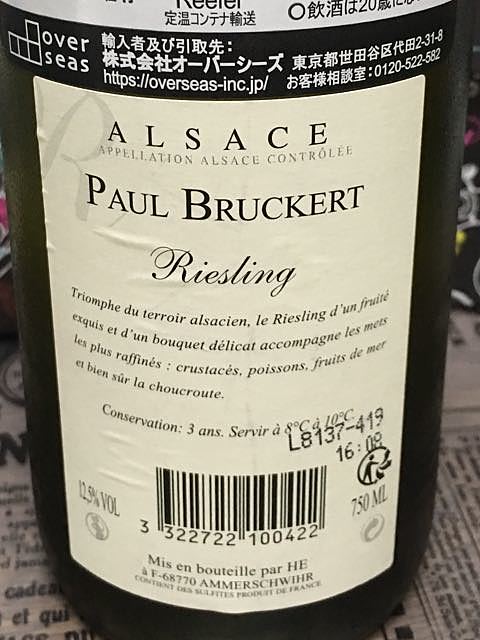 Reefer
定温コンテナ輸送
○飲酒は20歳に
over
seas
輸入者及び引取先：
株式会社オーバーシーズ 東京都世田谷区代田2-31-8
https://overseas-inc.jp/ お客様相談室：0120-522-582
ALSACE
APPELLATION ALSACE CONTRÔLÉE
PAUL BRUCKERT
Riesling
Triomphe du terroir alsacien, le Riesling d'un fruité
exquis et d'un bouquet délicat accompagne les mets
les plus raffinés : crustacés, poissons, fruits de mer
et bien sûr la choucroute.
Conservation: 3 ans. Servir à 8°C à 10°C.
L8137-419
16:08
12.5% VOL
750 ML
3 322722 100422
Mis en bouteille par HE
à F-68770 AMMERSCHWIHR
CONTIENT DES SULFITES PRODUIT DE FRANCE